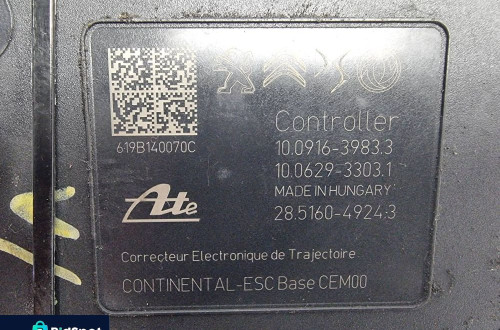 Controller
619B140070C
10.0916-3983.3
10.0629-3303.1
MADE IN HUNGARY
28.5160-4924.3
Ate
Correcteur Electronique de Trajectoire
CONTINENTAL-ESC Base CEM00
BidSpot